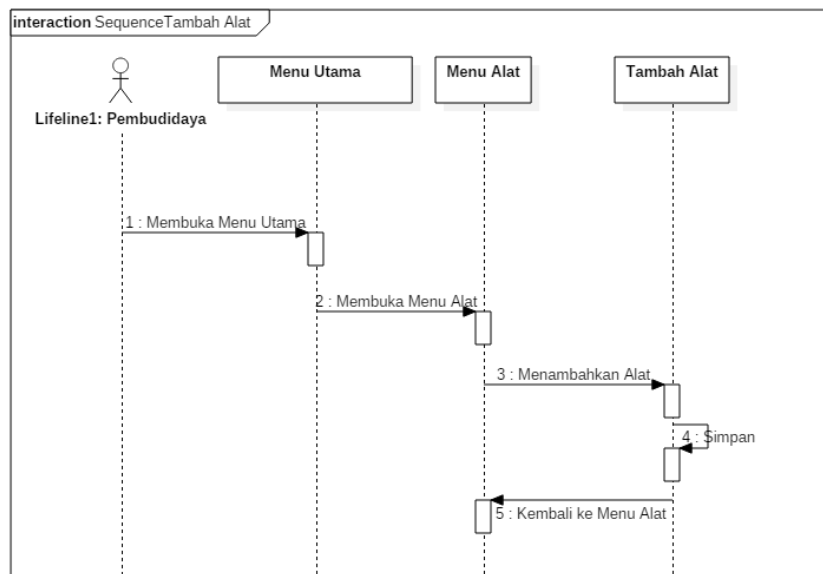 interaction SequenceTambah Alat
Menu Utama
Menu Alat
Tambah Alat
Lifeline1: Pembudidaya
1 : Membuka Menu Utama
2 : Membuka Menu Alat
3 : Menambahkan Alat
4 : Simpan
5 : Kembali ke Menu Alat